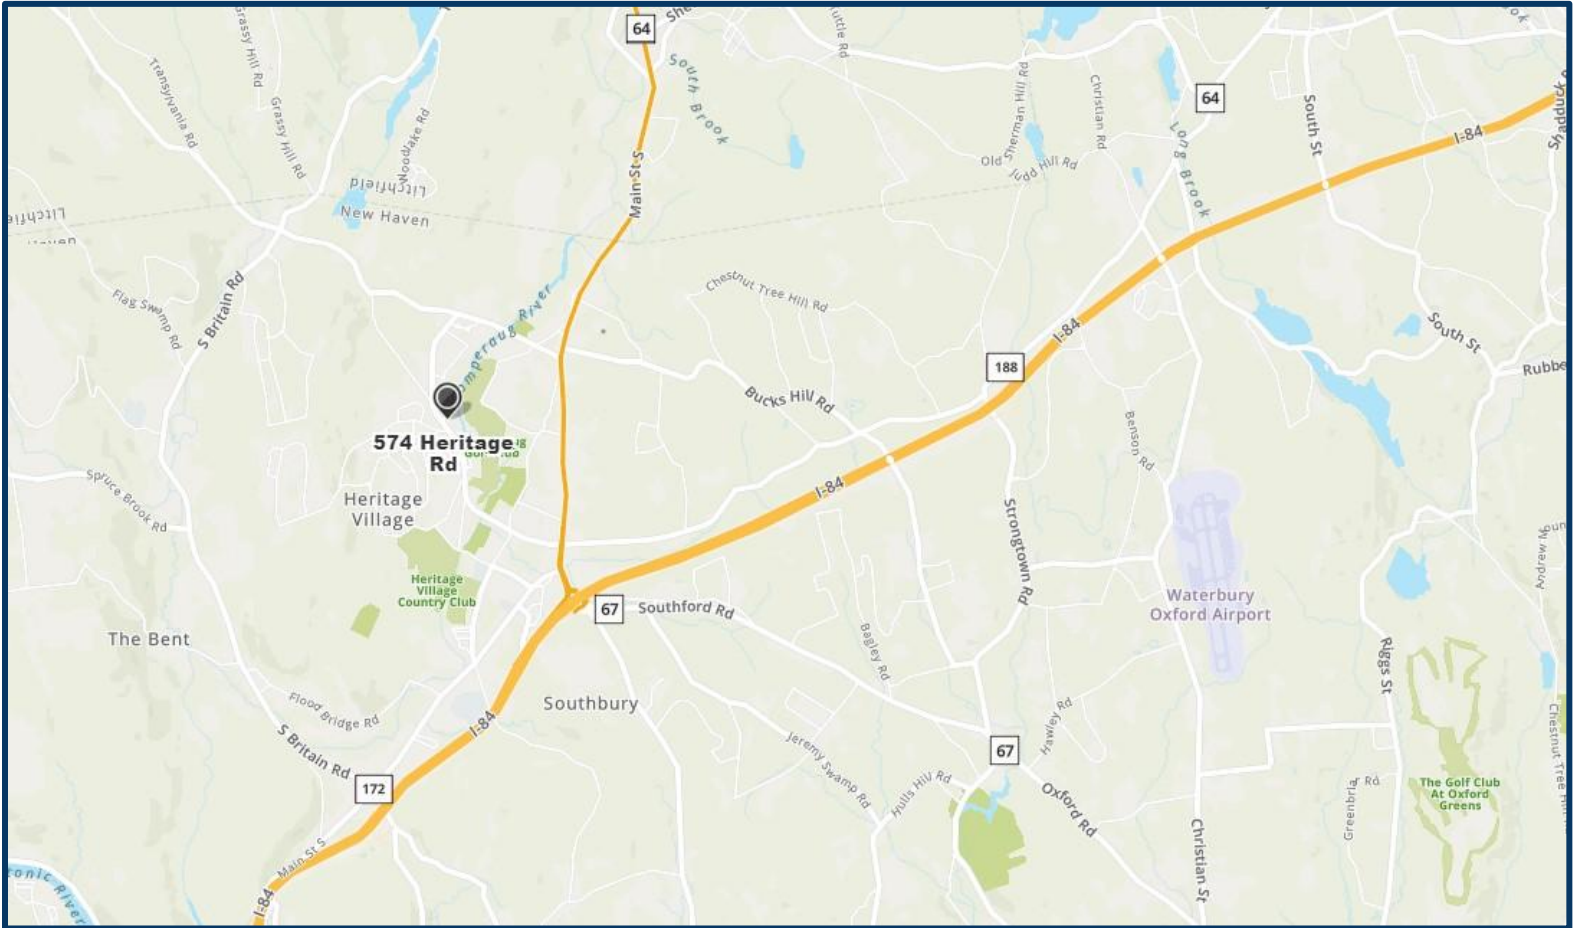 64
South
Brook
Tuttle Rd
Grassy Hill Rd
Transylvania Rd
Grassy Hill Rd
Litchfield
New Haven
Litchfield
Main St S
Old Sherman Hill Rd
Judd Hill Rd
Christian Rd
64
Long Brook
South St
I-84
Flag Swamp Rd
S Britain Rd
Chestnut Tree Hill Rd
I-84
South St
188
Bucks Hill Rd
574 Heritage
Rd
Heritage
Village
Spruce Brook Rd
Benson Rd
I-84
Strongtown Rd
Heritage
Village
Country Club
67
Southford Rd
Waterbury
Oxford Airport
The Bent
Bagley Rd
Riggs St
Flood Bridge Rd
Southbury
I-84
S Britain Rd
Jeremy Swamp Rd
Hawley Rd
67
172
Hulls Hill Rd
Oxford Rd
The Golf Club
At Oxford
Greens
Christian St
Main St S
I-84